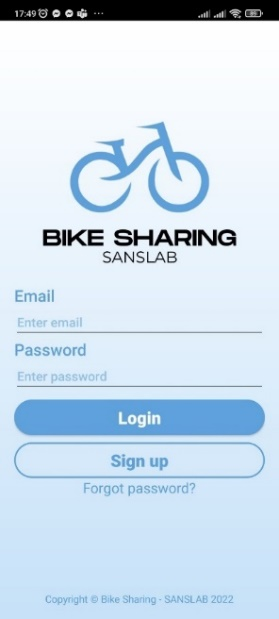 17:49
BIKE SHARING
SANSLAB
Email
Enter email
Password
Enter password
Login
Sign up
Forgot password?
Copyright © Bike Sharing - SANSLAB 2022